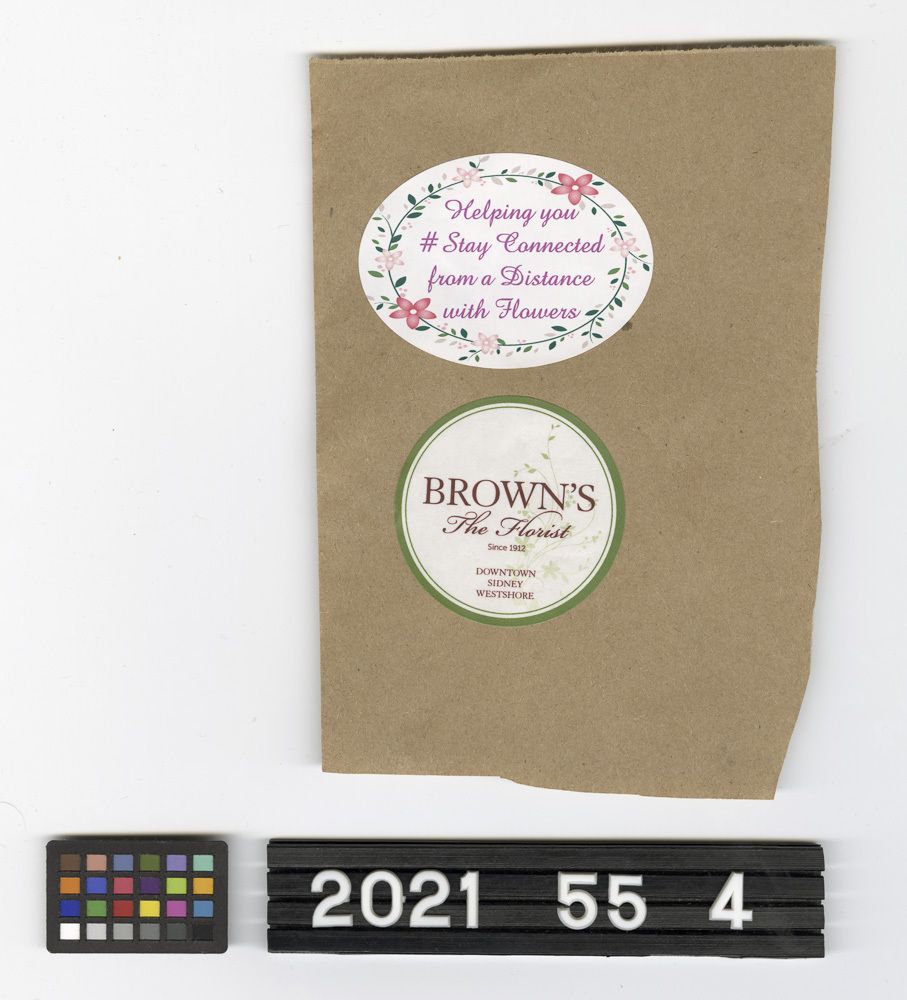 Helping you
# Stay Connected
from a Distance
with Flowers
BROWN'S
The Florist
Since 1912
DOWNTOWN
SIDNEY
WESTSHORE
2021 55 4